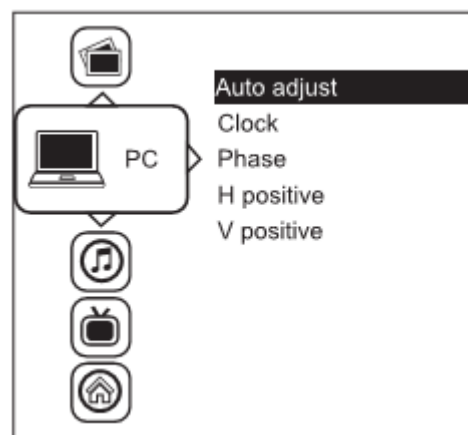 PC
Auto adjust
Clock
Phase
H positive
V positive